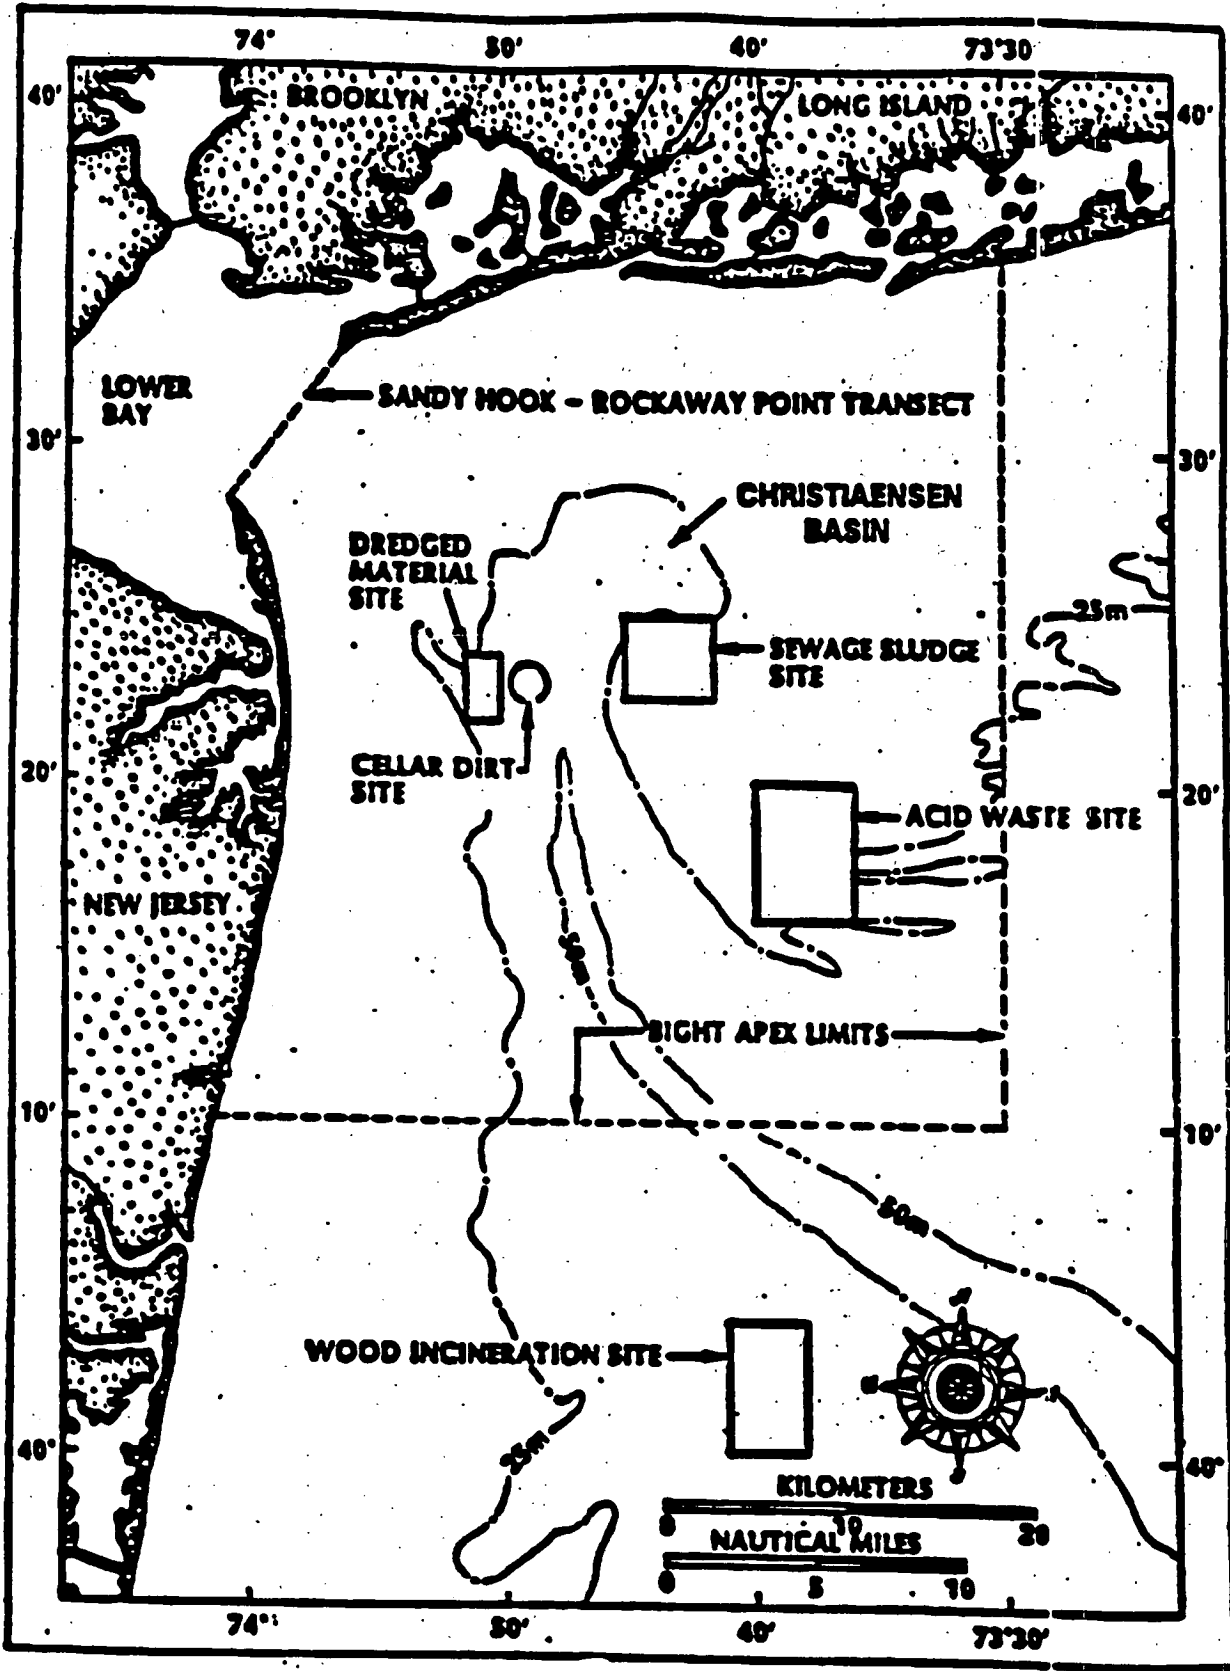 74° 50' 40' 73°30'
40' BROOKLYN LONG ISLAND 40'
LOWER
BAY
SANDY HOOK – ROCKAWAY POINT TRANSECT
30' 30'
CHRISTIAENSEN
BASIN
DREDGED
MATERIAL
SITE
25m
SEWAGE SLUDGE
SITE
CELLAR DIRT
SITE
20' 20'
ACID WASTE SITE
NEW JERSEY
50m
BIGHT APEX LIMITS
10' 10'
50m
WOOD INCINERATION SITE
25m
40° 40°
KILOMETERS
0 10 20
NAUTICAL MILES
0 5 10
74° 50' 40' 73°30'